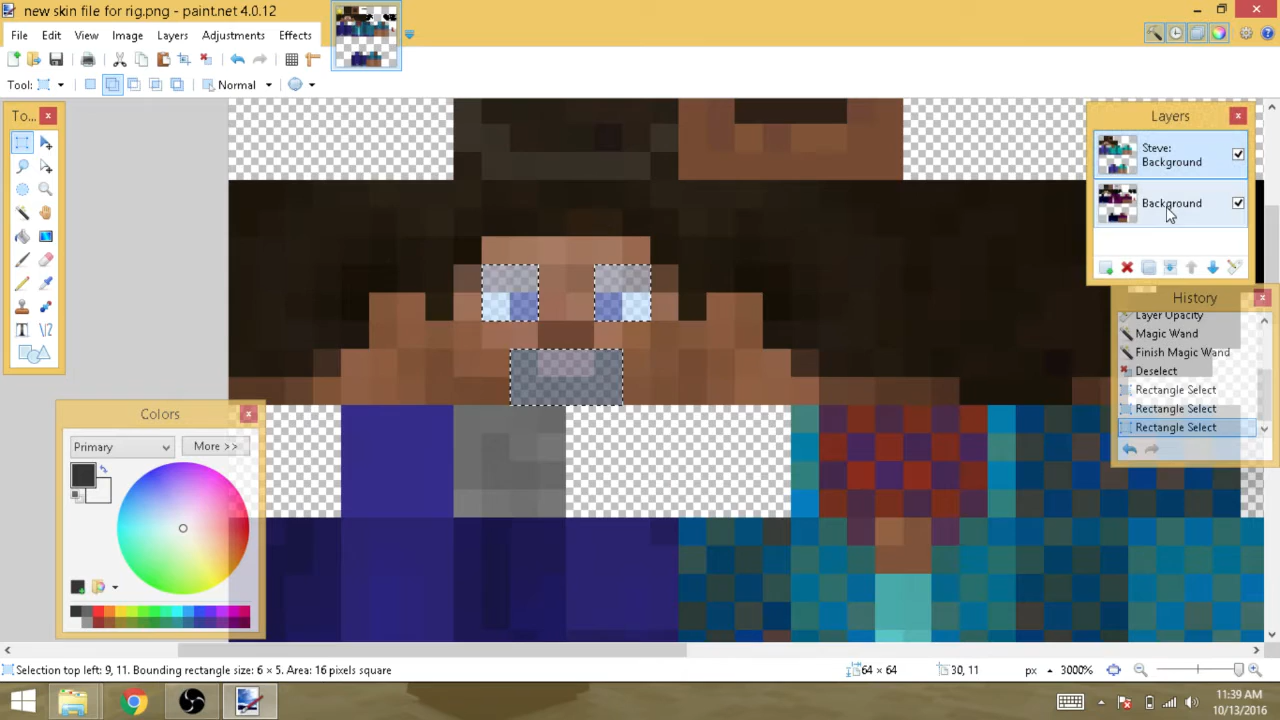 new skin file for rig.png - paint.net 4.0.12
File Edit View Image Layers Adjustments Effects
Tool: Normal
To...
Layers
Steve:
Background
Background
History
Layer Opacity
Magic Wand
Finish Magic Wand
Deselect
Rectangle Select
Rectangle Select
Rectangle Select
Colors
Primary More >>
Selection top left: 9, 11. Bounding rectangle size: 6 × 5. Area: 16 pixels square 64 × 64 30, 11 px 3000%
11:39 AM
10/13/2016